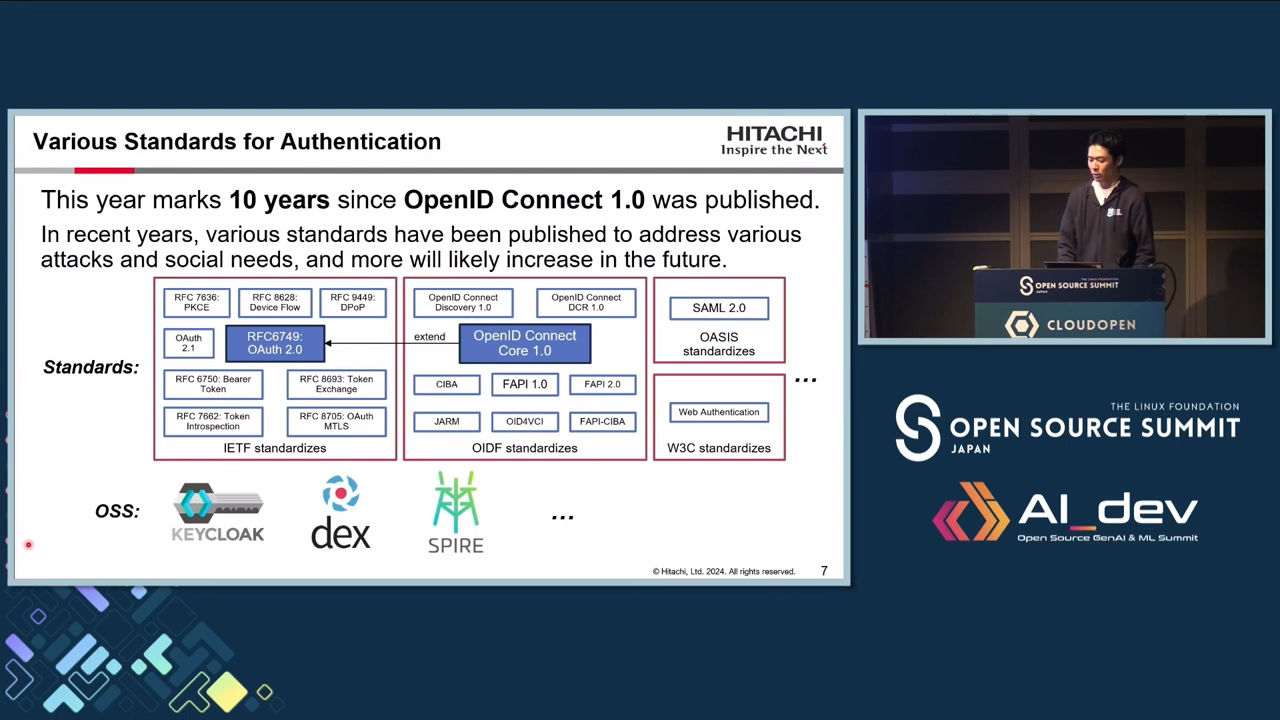 Various Standards for Authentication
HITACHI
Inspire the Next
This year marks 10 years since OpenID Connect 1.0 was published.
In recent years, various standards have been published to address various
attacks and social needs, and more will likely increase in the future.
Standards:
RFC 7636:
PKCE
RFC 8628:
Device Flow
RFC 9449:
DPoP
OAuth
2.1
RFC6749:
OAuth 2.0
RFC 6750: Bearer
Token
RFC 8693: Token
Exchange
RFC 7662: Token
Introspection
RFC 8705: OAuth
MTLS
IETF standardizes
extend
OpenID Connect
Discovery 1.0
OpenID Connect
DCR 1.0
OpenID Connect
Core 1.0
CIBA
FAPI 1.0
FAPI 2.0
JARM
OID4VCI
FAPI-CIBA
OIDF standardizes
SAML 2.0
OASIS
standardizes
Web Authentication
W3C standardizes
...
OSS:
KEYCLOAK
dex
SPIRE
...
© Hitachi, Ltd. 2024. All rights reserved.
7
THE LINUX FOUNDATION
OPEN SOURCE SUMMIT
JAPAN
CLOUDOPEN
THE LINUX FOUNDATION
OPEN SOURCE SUMMIT
JAPAN
AI_dev
Open Source GenAI & ML Summit